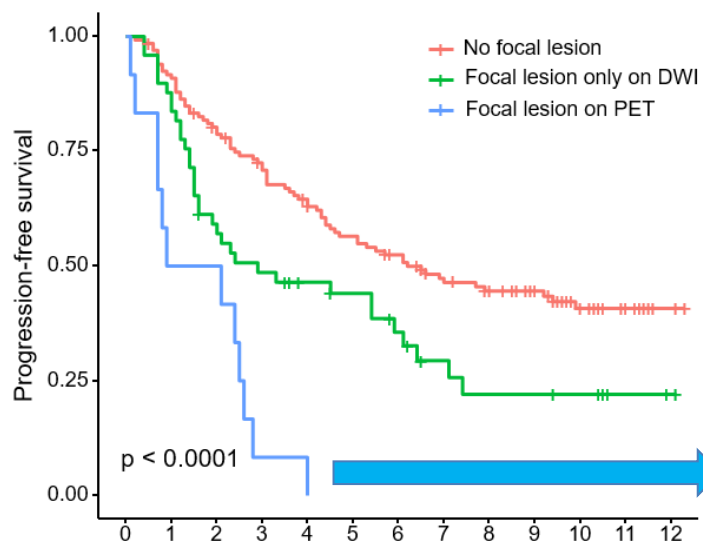 1.00
0.75
0.50
0.25
0.00
Progression-free survival
No focal lesion
Focal lesion only on DWI
Focal lesion on PET
p < 0.0001
0 1 2 3 4 5 6 7 8 9 10 11 12